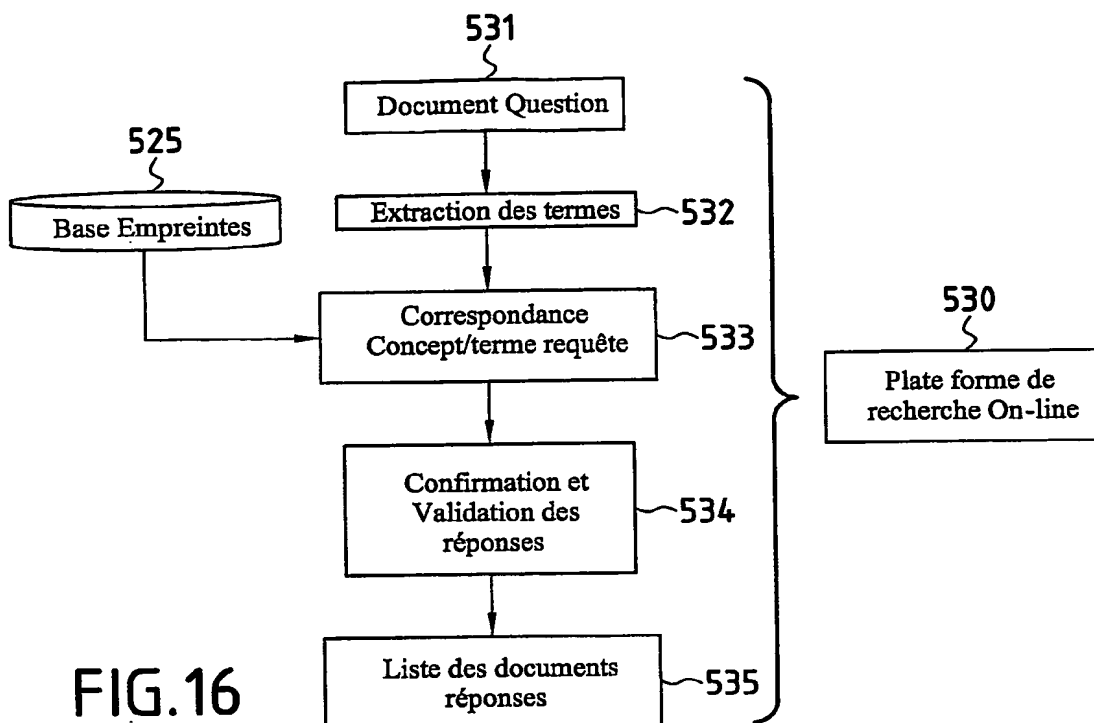 531
Document Question
525
Base Empreintes
Extraction des termes
532
Correspondance
Concept/terme requête
533
530
Plate forme de
recherche On-line
Confirmation et
Validation des
réponses
534
Liste des documents
réponses
535
FIG.16